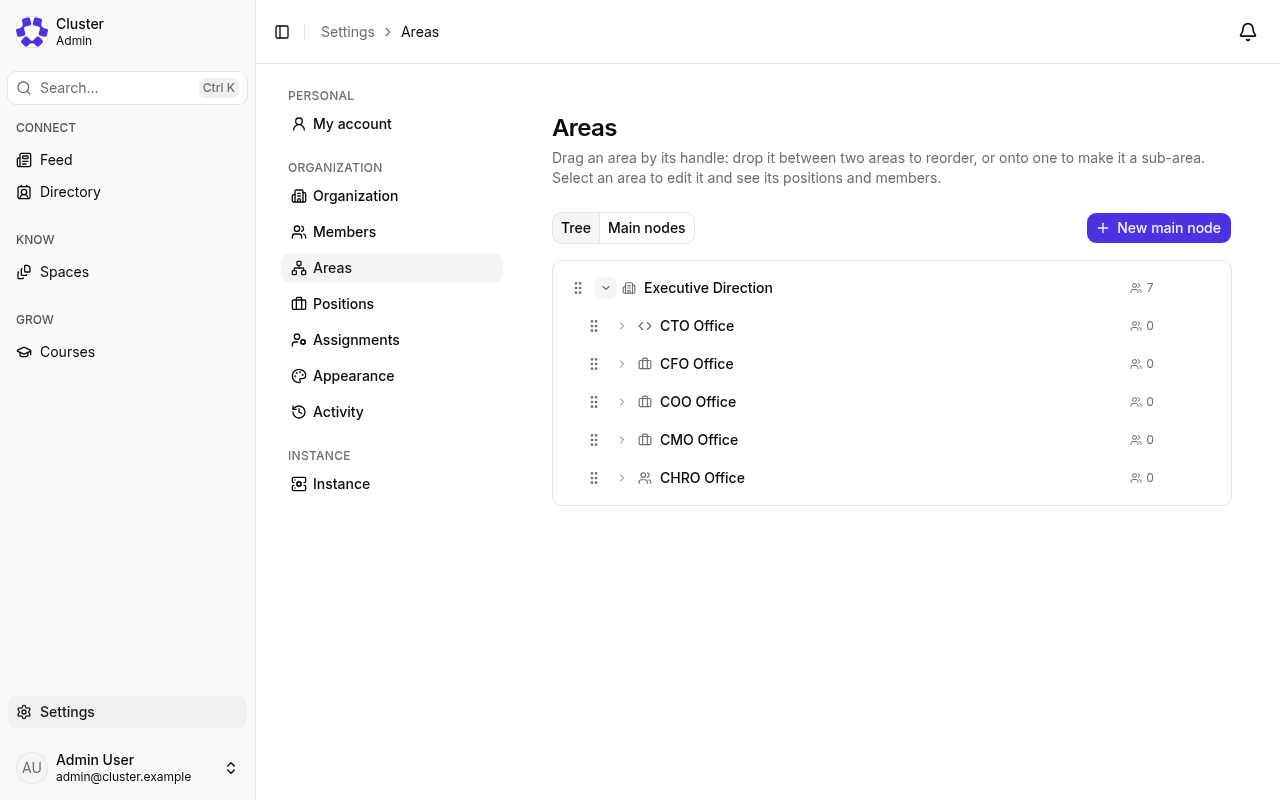 Cluster
Admin
Search...
Ctrl K
CONNECT
Feed
Directory
KNOW
Spaces
GROW
Courses
Settings
AU
Admin User
admin@cluster.example
Settings > Areas
PERSONAL
My account
ORGANIZATION
Organization
Members
Areas
Positions
Assignments
Appearance
Activity
INSTANCE
Instance
Areas
Drag an area by its handle: drop it between two areas to reorder, or onto one to make it a sub-area.
Select an area to edit it and see its positions and members.
Tree
Main nodes
New main node
Executive Direction 7
CTO Office 0
CFO Office 0
COO Office 0
CMO Office 0
CHRO Office 0